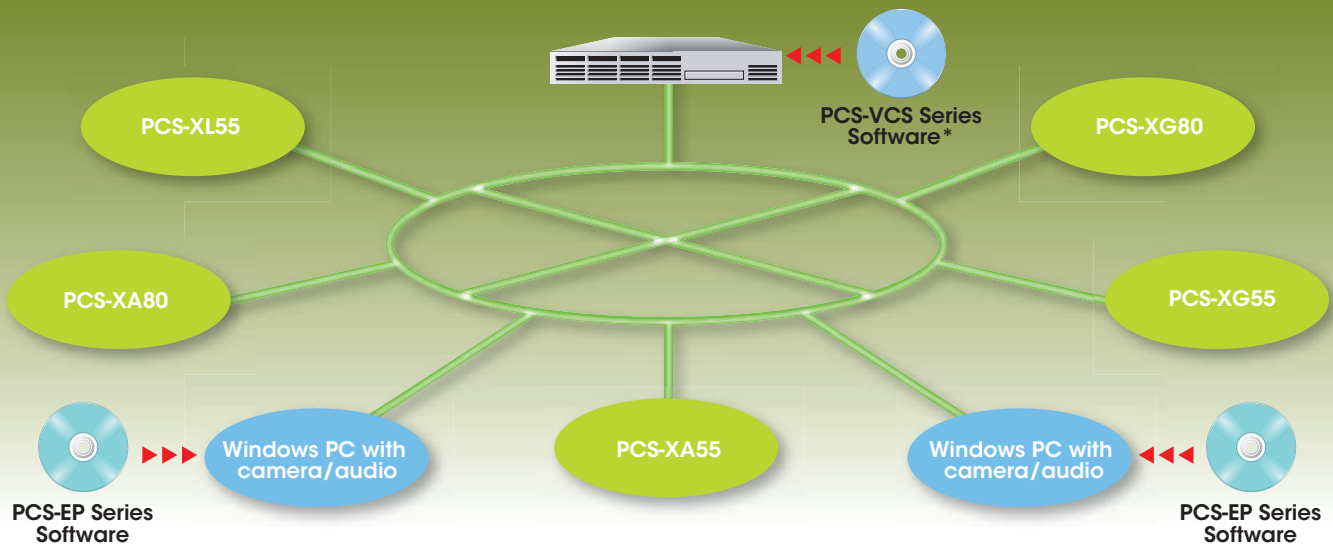 PCS-VCS Series
Software*
PCS-XL55
PCS-XG80
PCS-XA80
PCS-XG55
Windows PC with
camera/audio
PCS-XA55
Windows PC with
camera/audio
PCS-EP Series
Software
PCS-EP Series
Software